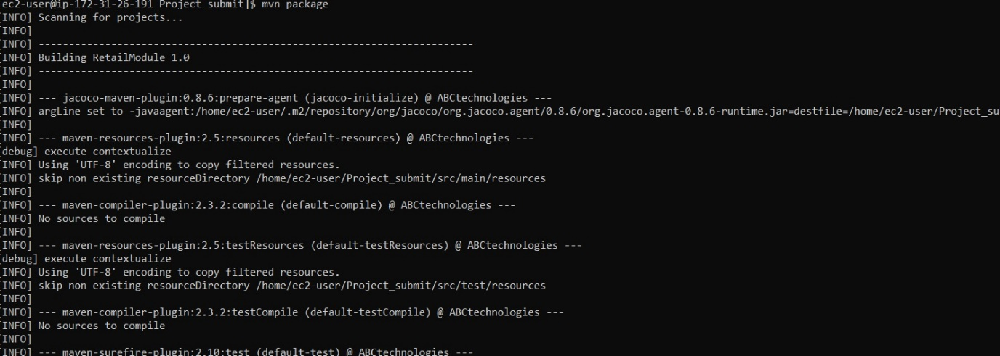 [ec2-user@ip-172-31-26-191 Project_submit]$ mvn package
[INFO] Scanning for projects...
[INFO]
[INFO] ------------------------------------------------------------------------
[INFO] Building RetailModule 1.0
[INFO] ------------------------------------------------------------------------
[INFO]
[INFO] --- jacoco-maven-plugin:0.8.6:prepare-agent (jacoco-initialize) @ ABCtechnologies ---
[INFO] argLine set to -javaagent:/home/ec2-user/.m2/repository/org/jacoco/org.jacoco.agent/0.8.6/org.jacoco.agent-0.8.6-runtime.jar=destfile=/home/ec2-user/Project_su
[INFO]
[INFO] --- maven-resources-plugin:2.5:resources (default-resources) @ ABCtechnologies ---
[debug] execute contextualize
[INFO] Using 'UTF-8' encoding to copy filtered resources.
[INFO] skip non existing resourceDirectory /home/ec2-user/Project_submit/src/main/resources
[INFO]
[INFO] --- maven-compiler-plugin:2.3.2:compile (default-compile) @ ABCtechnologies ---
[INFO] No sources to compile
[INFO]
[INFO] --- maven-resources-plugin:2.5:testResources (default-testResources) @ ABCtechnologies ---
[debug] execute contextualize
[INFO] Using 'UTF-8' encoding to copy filtered resources.
[INFO] skip non existing resourceDirectory /home/ec2-user/Project_submit/src/test/resources
[INFO]
[INFO] --- maven-compiler-plugin:2.3.2:testCompile (default-testCompile) @ ABCtechnologies ---
[INFO] No sources to compile
[INFO]
[INFO] --- maven-surefire-plugin:2.10:test (default-test) @ ABCtechnologies ---